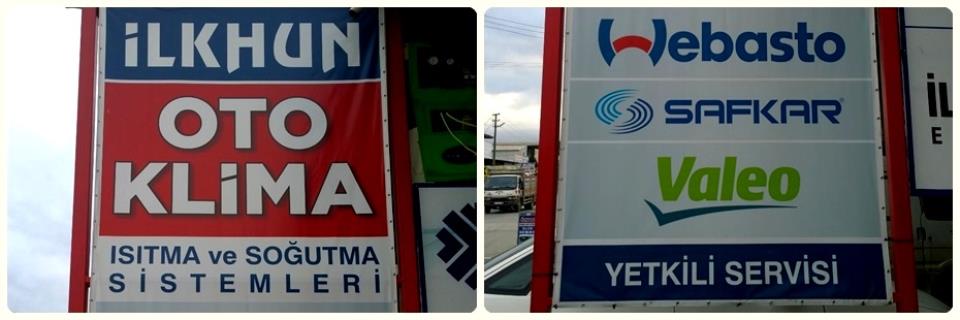 İLKHUN
OTO
KLİMA
ISITMA ve SOĞUTMA
SİSTEMLERİ
Webasto
SAFKAR
Valeo
YETKİLİ SERVİSİ